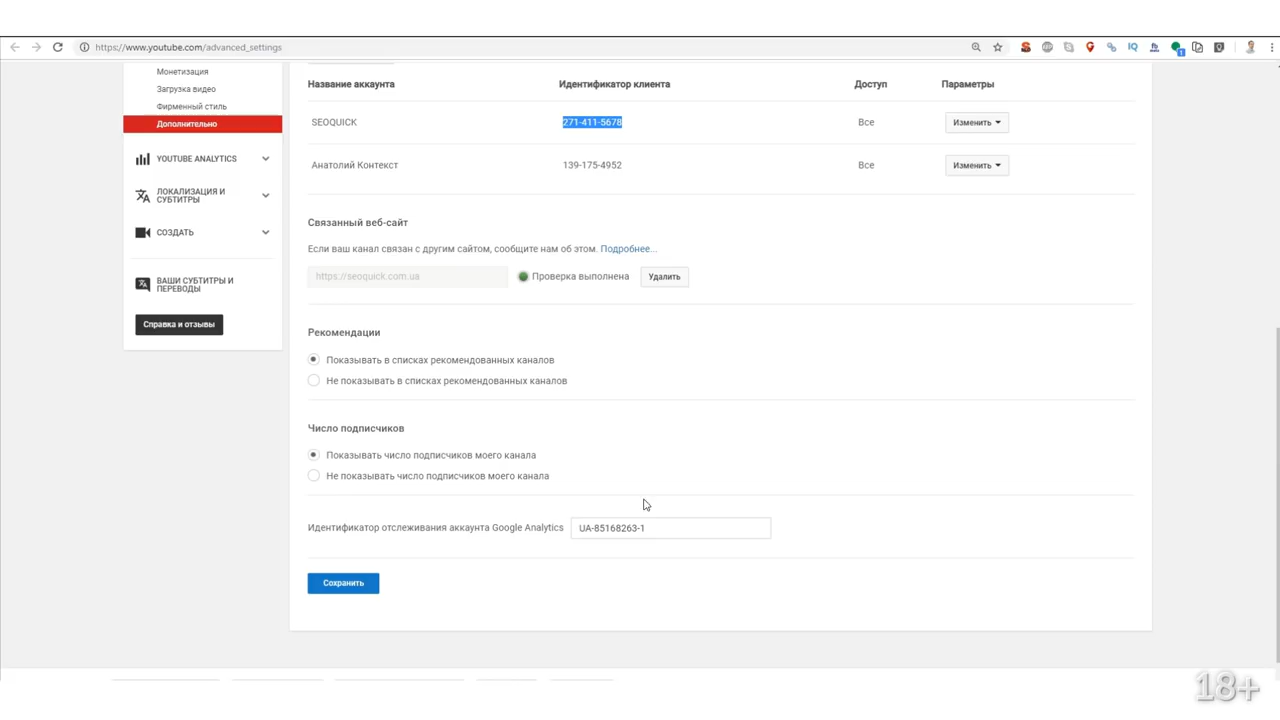 https://www.youtube.com/advanced_settings
Монетизация
Загрузка видео
Фирменный стиль
Дополнительно
YOUTUBE ANALYTICS
ЛОКАЛИЗАЦИЯ И
СУБТИТРЫ
СОЗДАТЬ
ВАШИ СУБТИТРЫ И
ПЕРЕВОДЫ
Справка и отзывы
Название аккаунта Идентификатор клиента Доступ Параметры
SEOQUICK 271-411-5678 Все Изменить
Анатолий Контекст 139-175-4952 Все Изменить
Связанный веб-сайт
Если ваш канал связан с другим сайтом, сообщите нам об этом. Подробнее...
https://seoquick.com.ua Проверка выполнена Удалить
Рекомендации
Показывать в списках рекомендованных каналов
Не показывать в списках рекомендованных каналов
Число подписчиков
Показывать число подписчиков моего канала
Не показывать число подписчиков моего канала
Идентификатор отслеживания аккаунта Google Analytics UA-85168263-1
Сохранить
18+